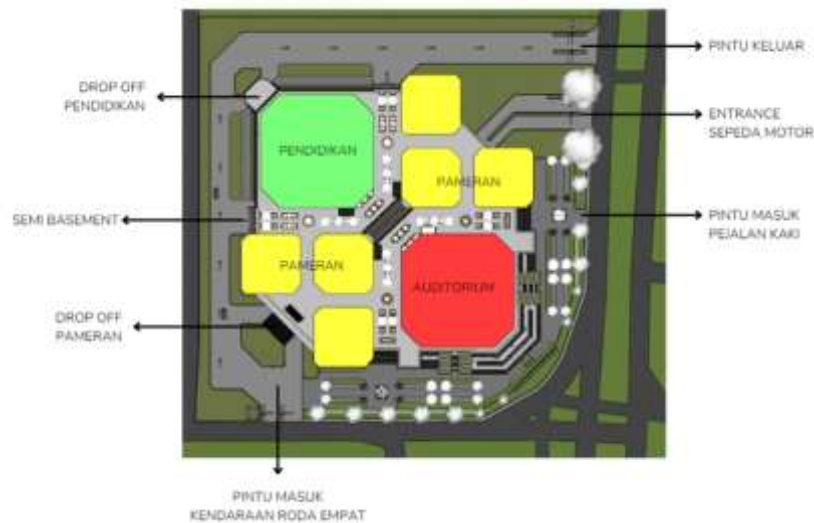 PINTU KELUAR
DROP OFF
PENDIDIKAN
ENTRANCE
SEPEDA MOTOR
PENDIDIKAN
PAMERAN
SEMI BASEMENT
PINTU MASUK
PEJALAN KAKI
PAMERAN
AUDITORIUM
DROP OFF
PAMERAN
PINTU MASUK
KENDARAAN RODA EMPAT